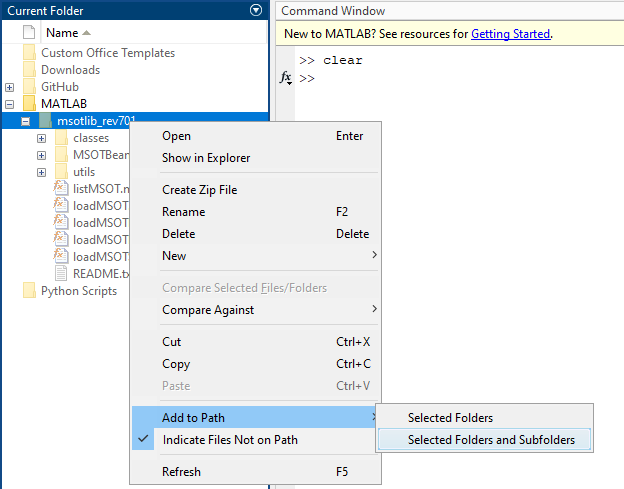 Current Folder
Name
Custom Office Templates
Downloads
GitHub
MATLAB
msotlib_rev701
classes
MSOTBea
utils
listMSOT.m
loadMSOT
loadMSOT
loadMSOT
loadMSOT
README.tx
Python Scripts
Command Window
New to MATLAB? See resources for Getting Started.
>> clear
fx >>
Open Enter
Show in Explorer
Create Zip File
Rename F2
Delete Delete
New
Compare Selected Files/Folders
Compare Against
Cut Ctrl+X
Copy Ctrl+C
Paste Ctrl+V
Add to Path
Indicate Files Not on Path
Refresh F5
Selected Folders
Selected Folders and Subfolders